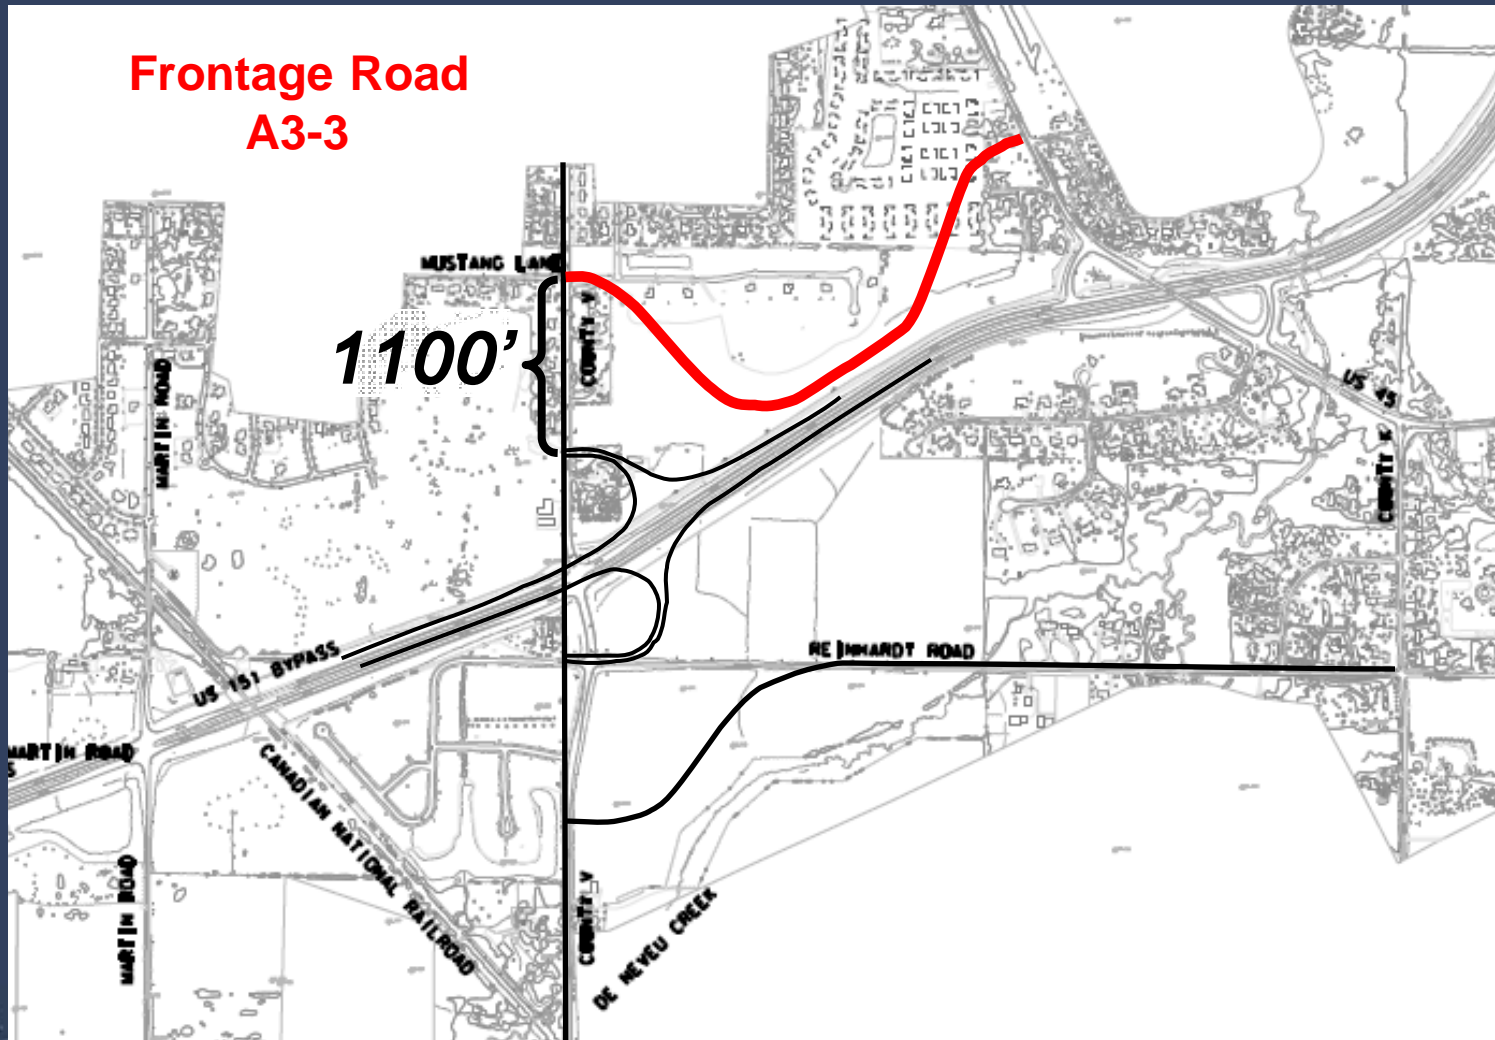 Frontage Road
A3-3
MUSTANG LANE
1100’
COUNTY V
MARTIN ROAD
US 45
COUNTY K
REINHARDT ROAD
US 151 BYPASS
MARTIN ROAD
CANADIAN NATIONAL RAILROAD
MARTIN ROAD
COUNTY V
DE NEVEU CREEK